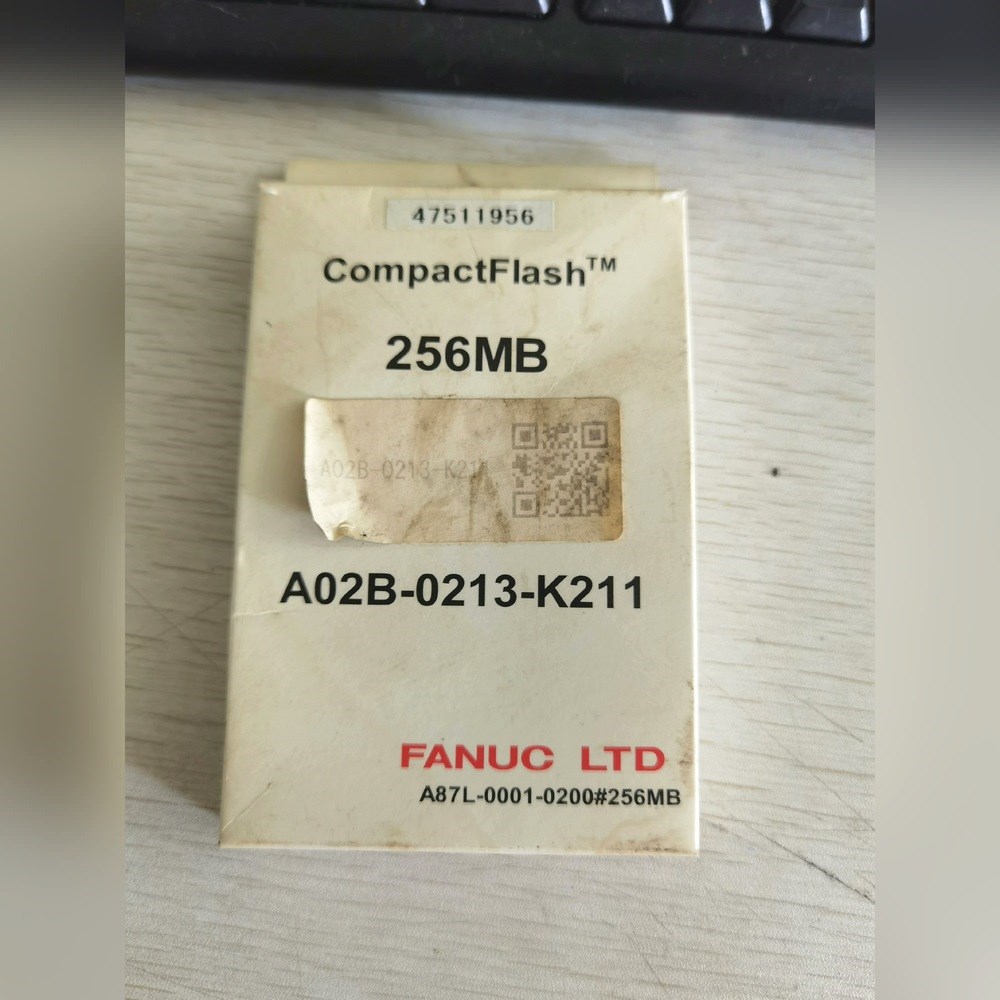 47511956
CompactFlash™
256MB
A02B-0213-K211
A02B-0213-K211
FANUC LTD
A87L-0001-0200#256MB